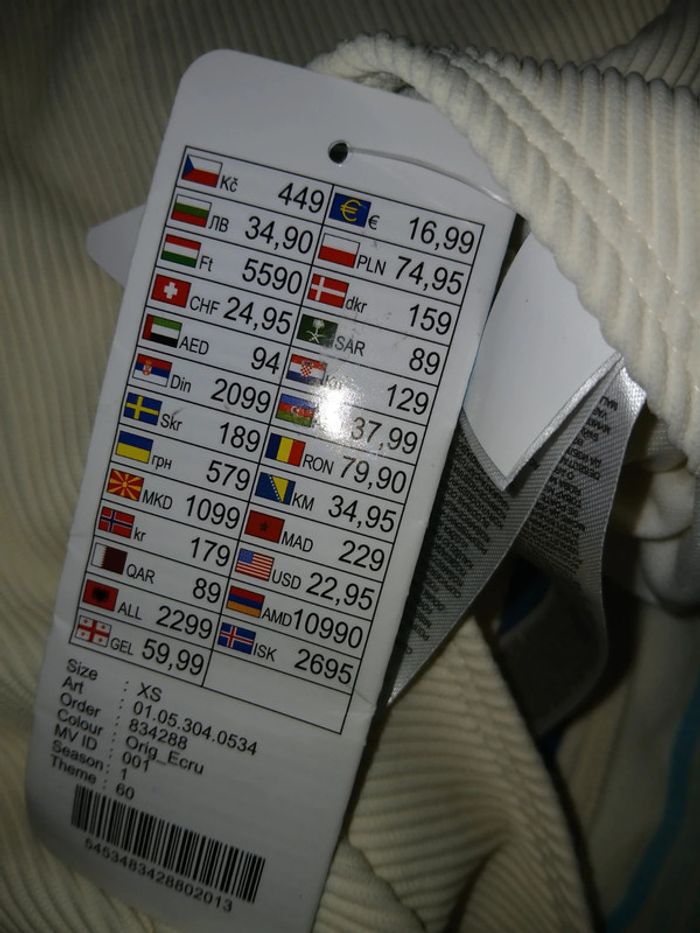 Kč 449 € 16,99
ЛВ 34,90 PLN 74,95
Ft 5590 dkr 159
CHF 24,95 SAR 89
AED 94 129
Din 2099 37,99
Skr 189 RON 79,90
грн 579 KM 34,95
MKD 1099 MAD 229
kr 179 USD 22,95
QAR 89 AMD 10990
ALL 2299 ISK 2695
GEL 59,99
Size : XS
Art : 01.05.304.0534
Order : 834288
Colour : Orig_Ecru
MV ID : 001
Season : 1
Theme : 60
5453483428802013